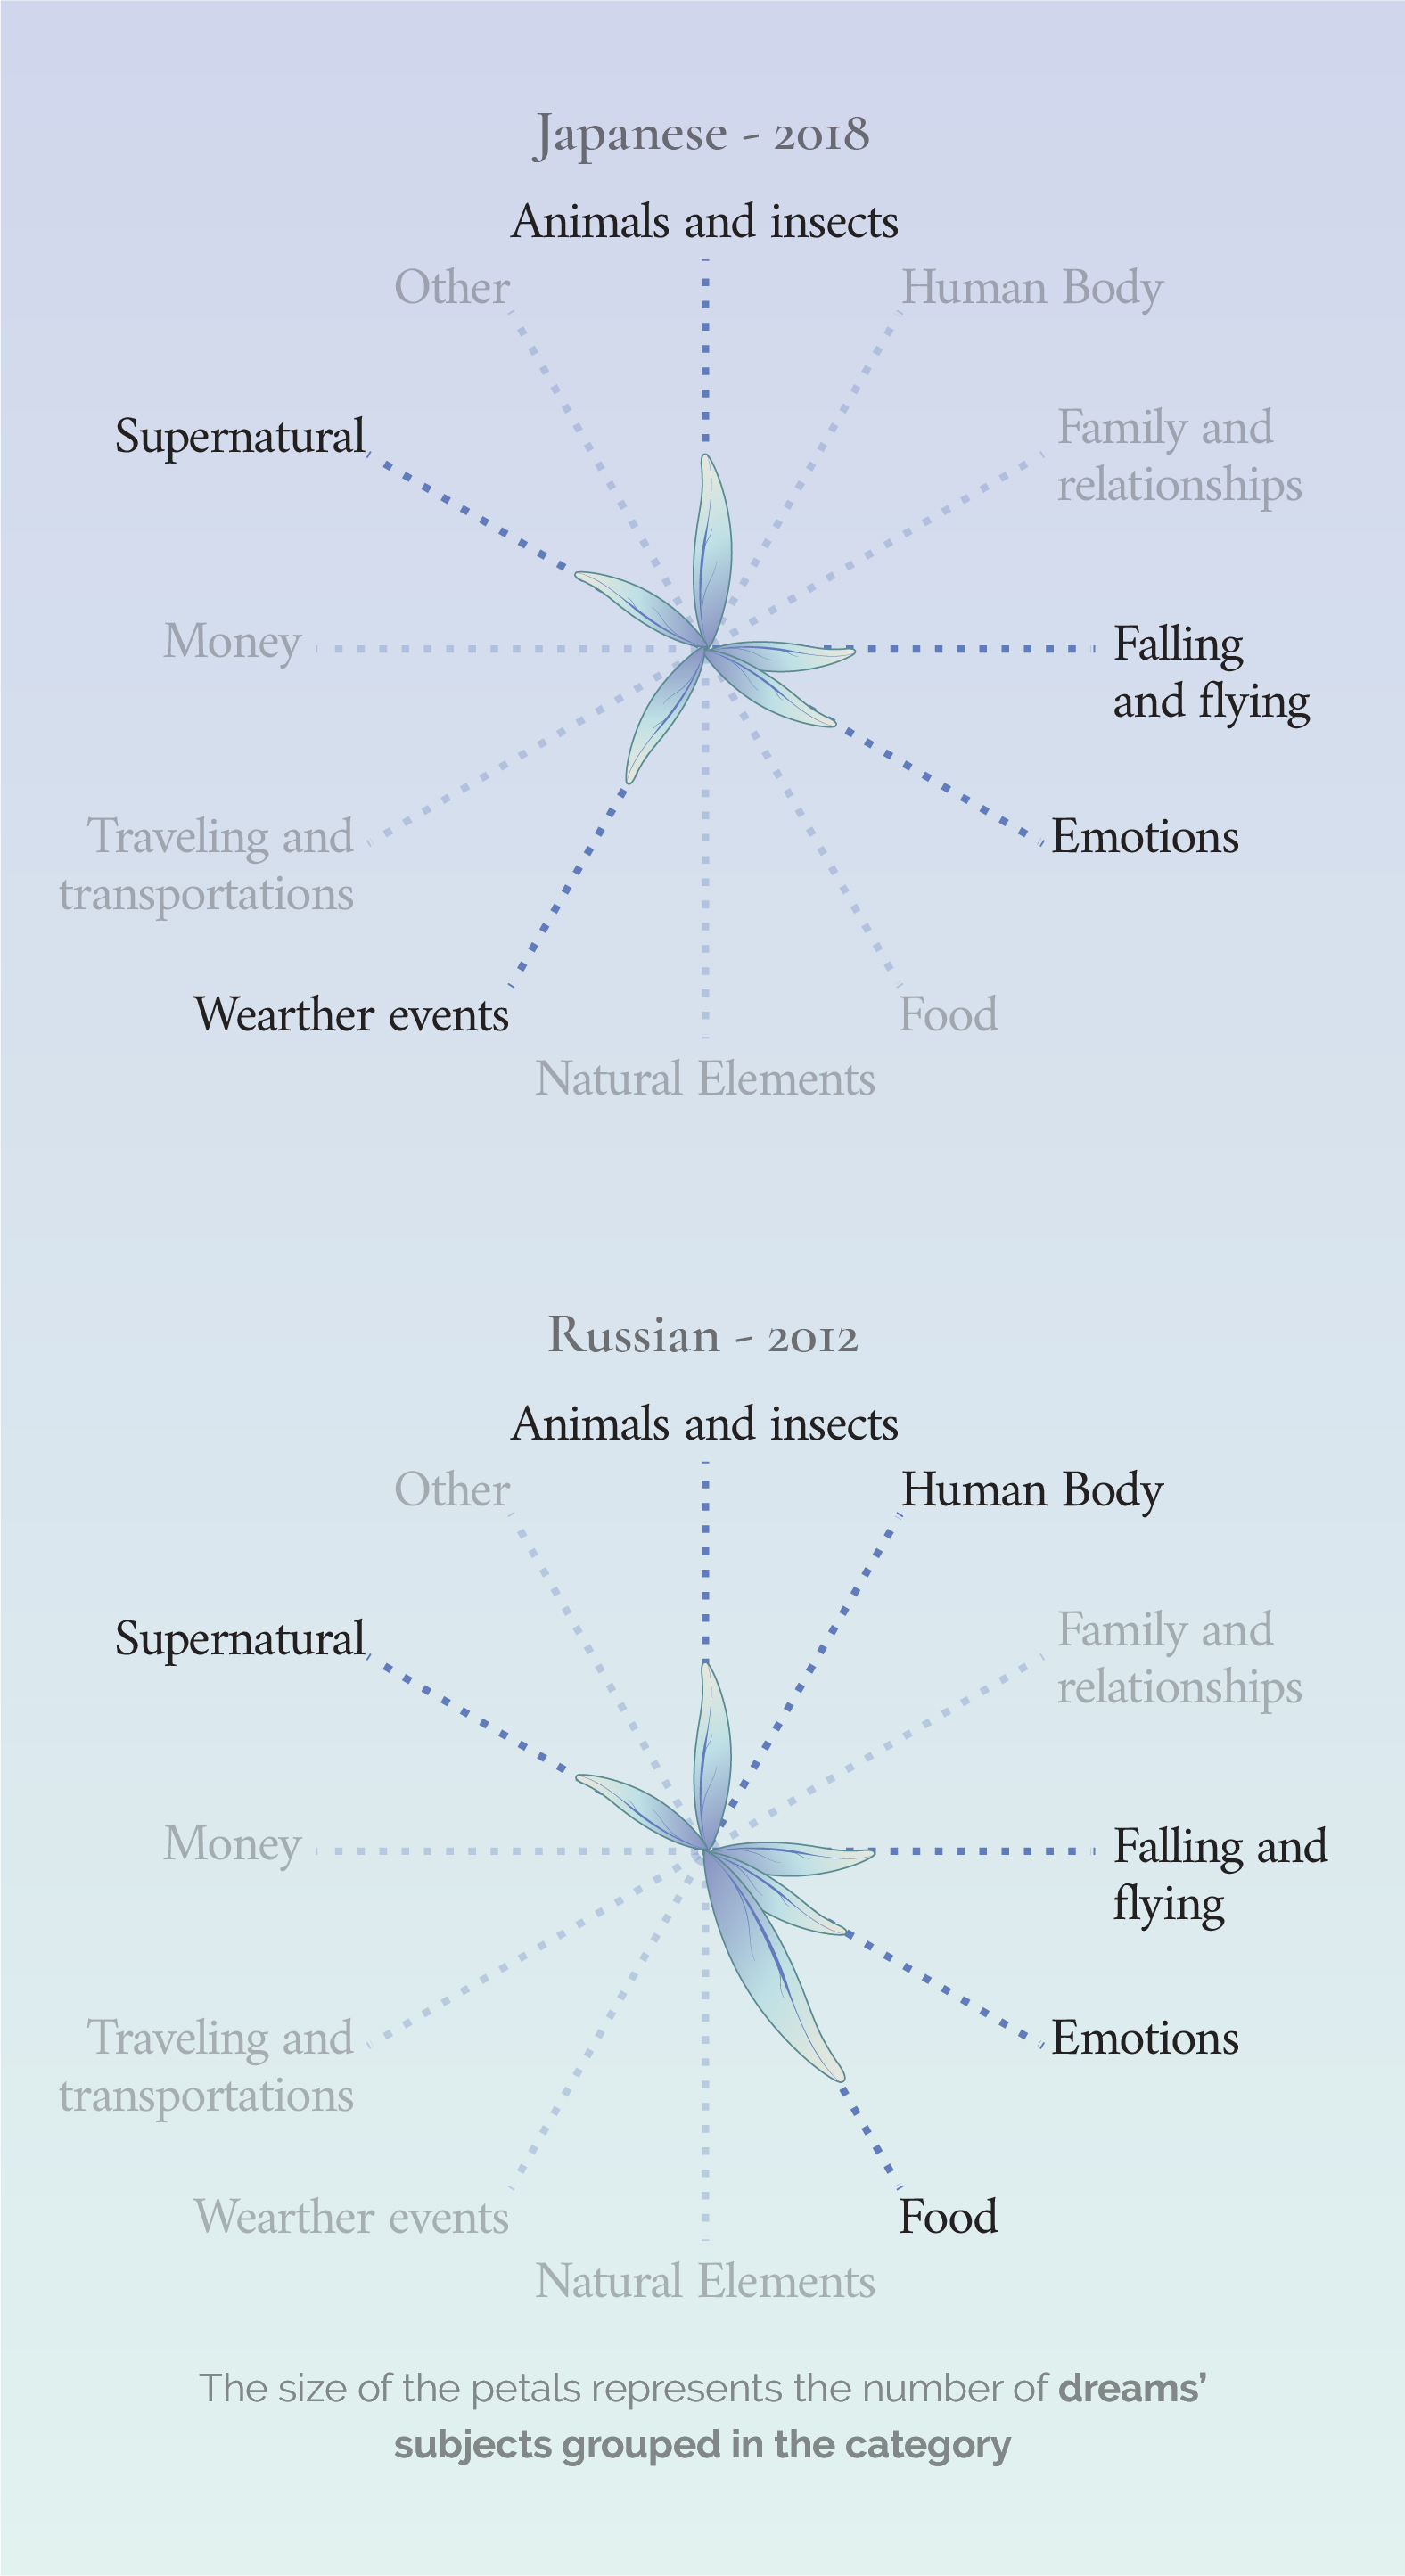 Japanese - 2018
Animals and insects
Other
Human Body
Family and
relationships
Supernatural
Money
Falling
and flying
Traveling and
transportations
Emotions
Wearther events
Food
Natural Elements
Russian - 2012
Animals and insects
Other
Human Body
Family and
relationships
Supernatural
Money
Falling and
flying
Traveling and
transportations
Emotions
Wearther events
Food
Natural Elements
The size of the petals represents the number of dreams’
subjects grouped in the category